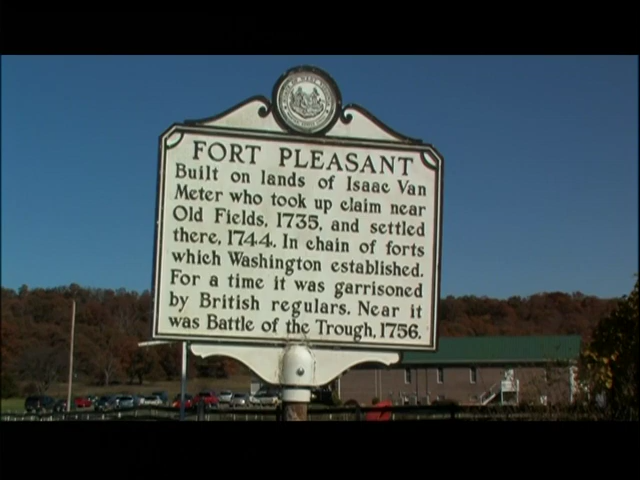 FORT PLEASANT
Built on lands of Isaac Van
Meter who took up claim near
Old Fields, 1735, and settled
there, 1744. In chain of forts
which Washington established.
For a time it was garrisoned
by British regulars. Near it
was Battle of the Trough, 1756.